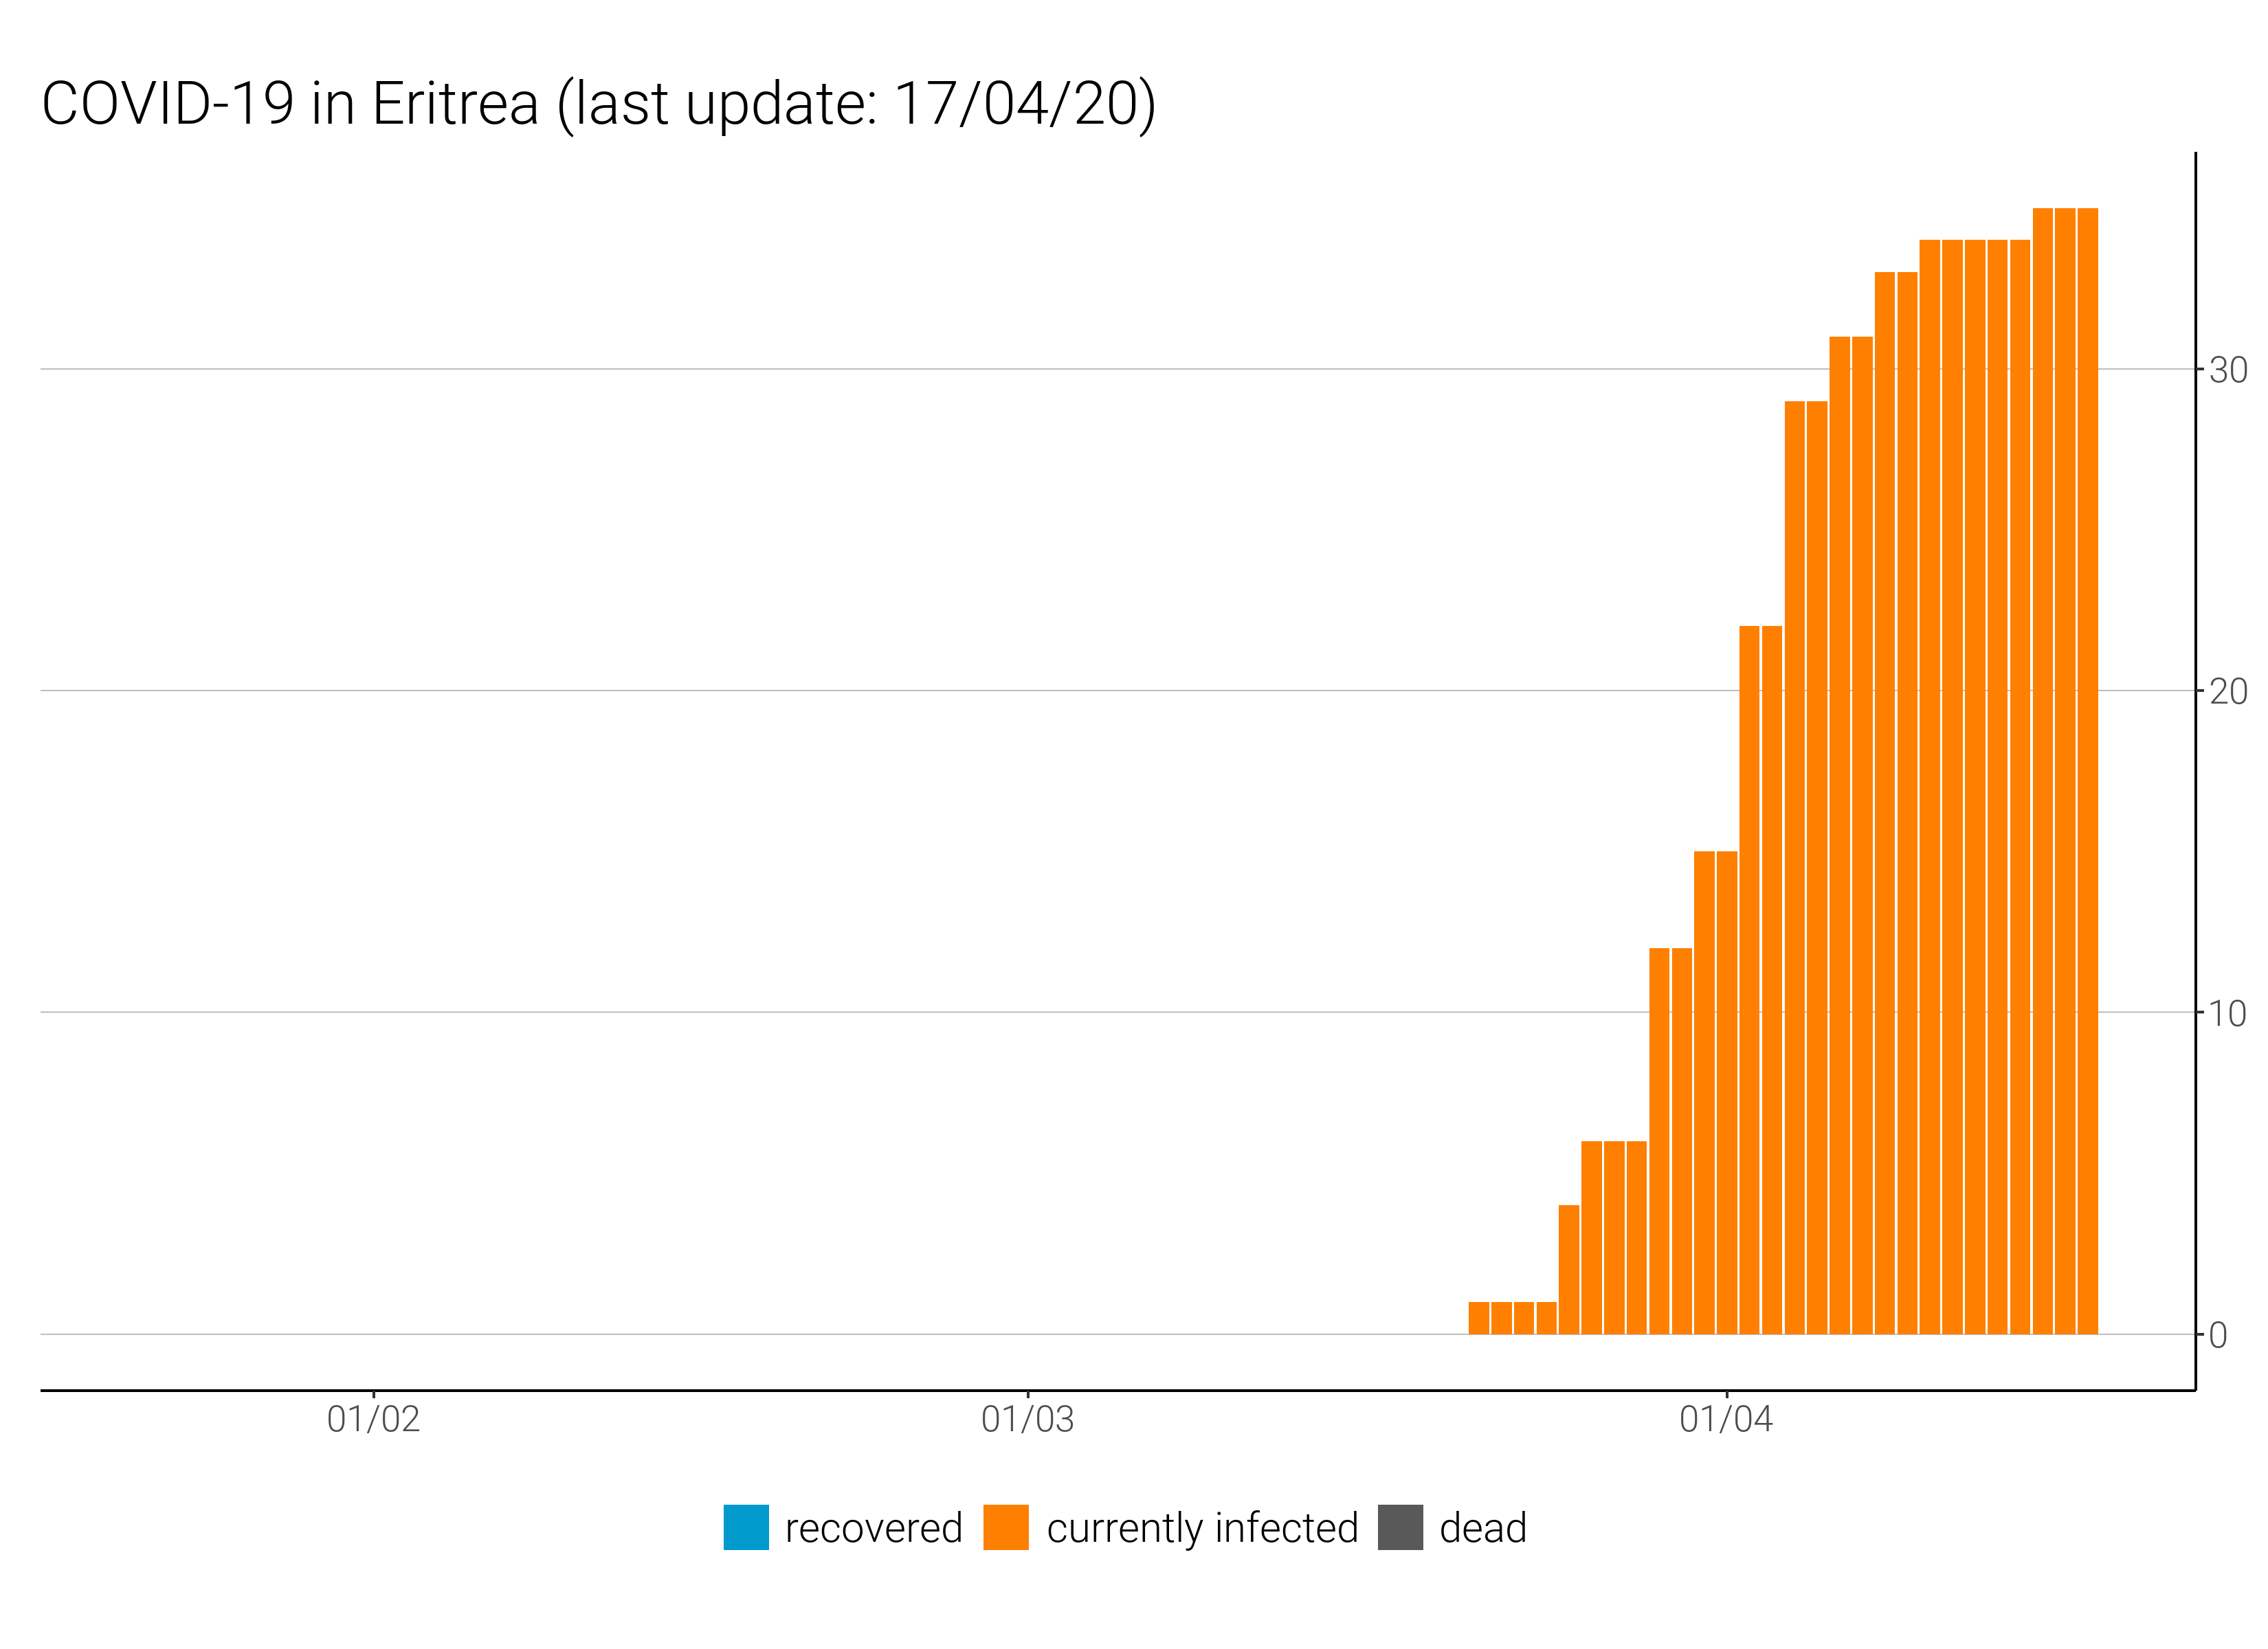 COVID-19 in Eritrea (last update: 17/04/20)
30
20
10
0
01/02 01/03 01/04
recovered currently infected dead